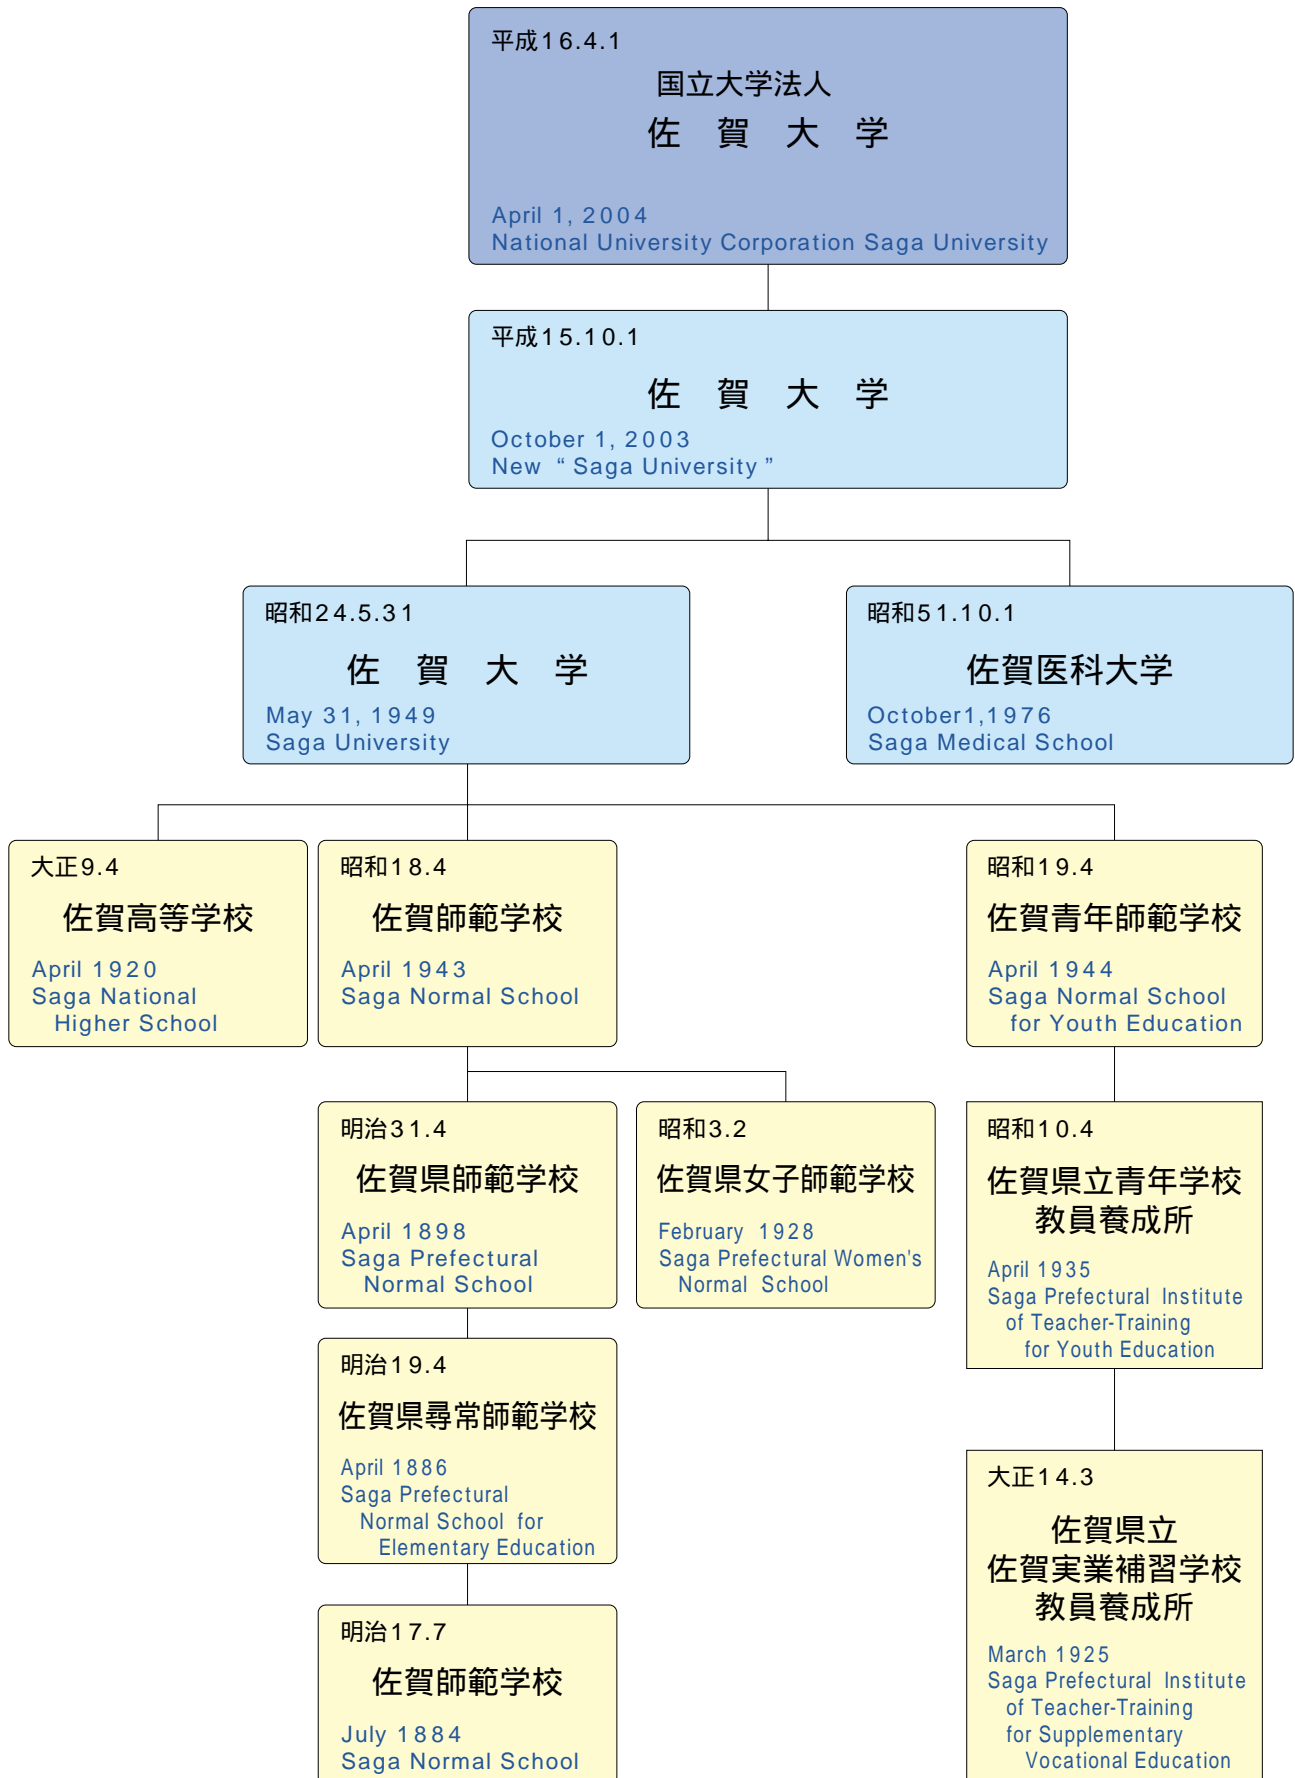 平成16.4.1
国立大学法人
佐 賀 大 学
April 1, 2004
National University Corporation Saga University
平成15.10.1
佐 賀 大 学
October 1, 2003
New “ Saga University ”
昭和24.5.31
佐 賀 大 学
May 31, 1949
Saga University
昭和51.10.1
佐賀医科大学
October1,1976
Saga Medical School
大正9.4
佐賀高等学校
April 1920
Saga National
Higher School
昭和18.4
佐賀師範学校
April 1943
Saga Normal School
昭和19.4
佐賀青年師範学校
April 1944
Saga Normal School
for Youth Education
明治31.4
佐賀県師範学校
April 1898
Saga Prefectural
Normal School
昭和3.2
佐賀県女子師範学校
February 1928
Saga Prefectural Women's
Normal School
昭和10.4
佐賀県立青年学校
教員養成所
April 1935
Saga Prefectural Institute
of Teacher-Training
for Youth Education
明治19.4
佐賀県尋常師範学校
April 1886
Saga Prefectural
Normal School for
Elementary Education
大正14.3
佐賀県立
佐賀実業補習学校
教員養成所
March 1925
Saga Prefectural Institute
of Teacher-Training
for Supplementary
Vocational Education
明治17.7
佐賀師範学校
July 1884
Saga Normal School